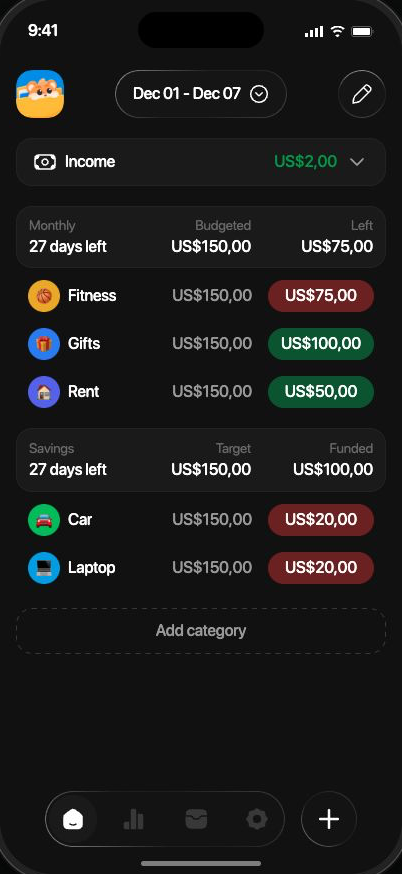 9:41
Dec 01 - Dec 07
Income US$2,00
Monthly Budgeted Left
27 days left US$150,00 US$75,00
Fitness US$150,00 US$75,00
Gifts US$150,00 US$100,00
Rent US$150,00 US$50,00
Savings Target Funded
27 days left US$150,00 US$100,00
Car US$150,00 US$20,00
Laptop US$150,00 US$20,00
Add category